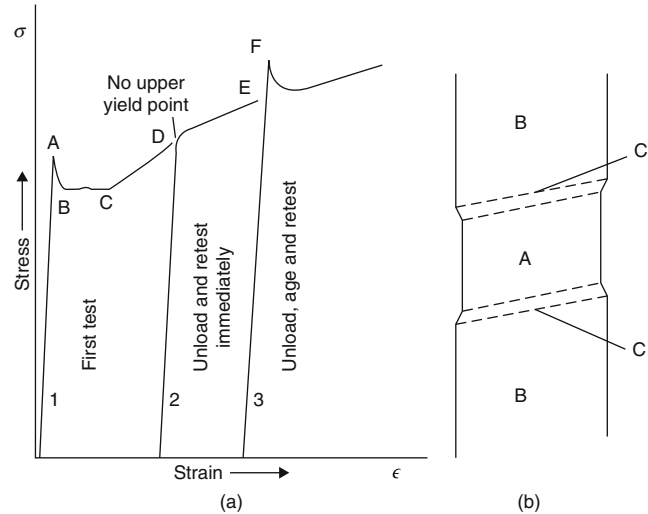 σ
F
No upper
yield point
E
D
A
B
C
Stress
First test
Unload and retest
immediately
Unload, age and retest
1
2
3
Strain
ϵ
(a)
B
C
A
C
B
(b)